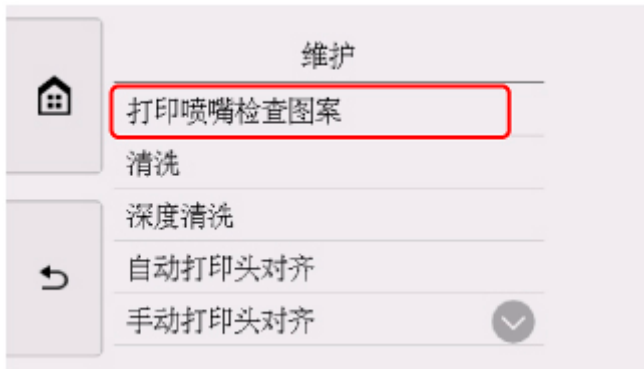 维护
打印喷嘴检查图案
清洗
深度清洗
自动打印头对齐
手动打印头对齐